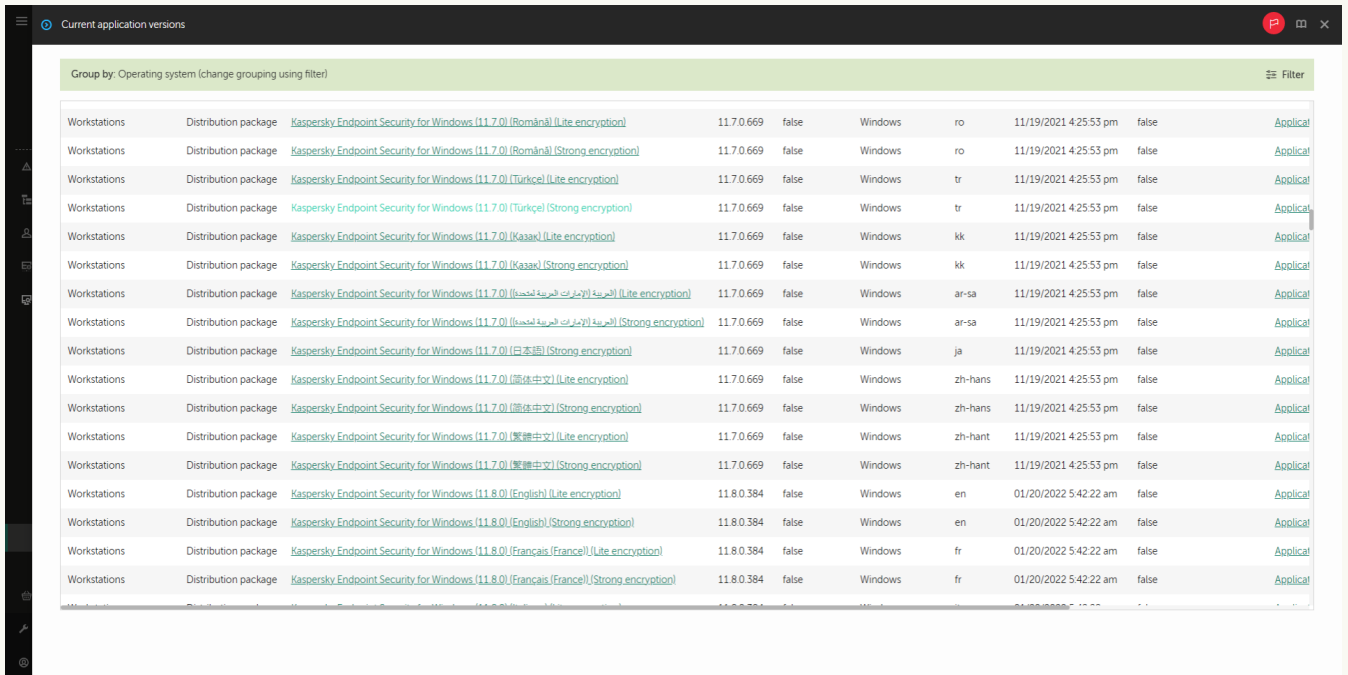 Current application versions
Group by: Operating system (change grouping using filter) Filter
Workstations Distribution package Kaspersky Endpoint Security for Windows (11.7.0) (Română) (Lite encryption) 11.7.0.669 false Windows ro 11/19/2021 4:25:53 pm false Applicat
Workstations Distribution package Kaspersky Endpoint Security for Windows (11.7.0) (Română) (Strong encryption) 11.7.0.669 false Windows ro 11/19/2021 4:25:53 pm false Applicat
Workstations Distribution package Kaspersky Endpoint Security for Windows (11.7.0) (Türkçe) (Lite encryption) 11.7.0.669 false Windows tr 11/19/2021 4:25:53 pm false Applicat
Workstations Distribution package Kaspersky Endpoint Security for Windows (11.7.0) (Türkçe) (Strong encryption) 11.7.0.669 false Windows tr 11/19/2021 4:25:53 pm false Applicat
Workstations Distribution package Kaspersky Endpoint Security for Windows (11.7.0) (Қазақ) (Lite encryption) 11.7.0.669 false Windows kk 11/19/2021 4:25:53 pm false Applicat
Workstations Distribution package Kaspersky Endpoint Security for Windows (11.7.0) (Қазақ) (Strong encryption) 11.7.0.669 false Windows kk 11/19/2021 4:25:53 pm false Applicat
Workstations Distribution package Kaspersky Endpoint Security for Windows (11.7.0) (العربية (الإمارات العربية لمتحدة)) (Lite encryption) 11.7.0.669 false Windows ar-sa 11/19/2021 4:25:53 pm false Applicat
Workstations Distribution package Kaspersky Endpoint Security for Windows (11.7.0) (العربية (الإمارات العربية لمتحدة)) (Strong encryption) 11.7.0.669 false Windows ar-sa 11/19/2021 4:25:53 pm false Applicat
Workstations Distribution package Kaspersky Endpoint Security for Windows (11.7.0) (日本語) (Strong encryption) 11.7.0.669 false Windows ja 11/19/2021 4:25:53 pm false Applicat
Workstations Distribution package Kaspersky Endpoint Security for Windows (11.7.0) (简体中文) (Lite encryption) 11.7.0.669 false Windows zh-hans 11/19/2021 4:25:53 pm false Applicat
Workstations Distribution package Kaspersky Endpoint Security for Windows (11.7.0) (简体中文) (Strong encryption) 11.7.0.669 false Windows zh-hans 11/19/2021 4:25:53 pm false Applicat
Workstations Distribution package Kaspersky Endpoint Security for Windows (11.7.0) (繁體中文) (Lite encryption) 11.7.0.669 false Windows zh-hant 11/19/2021 4:25:53 pm false Applicat
Workstations Distribution package Kaspersky Endpoint Security for Windows (11.7.0) (繁體中文) (Strong encryption) 11.7.0.669 false Windows zh-hant 11/19/2021 4:25:53 pm false Applicat
Workstations Distribution package Kaspersky Endpoint Security for Windows (11.8.0) (English) (Lite encryption) 11.8.0.384 false Windows en 01/20/2022 5:42:22 am false Applicat
Workstations Distribution package Kaspersky Endpoint Security for Windows (11.8.0) (English) (Strong encryption) 11.8.0.384 false Windows en 01/20/2022 5:42:22 am false Applicat
Workstations Distribution package Kaspersky Endpoint Security for Windows (11.8.0) (Français (France)) (Lite encryption) 11.8.0.384 false Windows fr 01/20/2022 5:42:22 am false Applicat
Workstations Distribution package Kaspersky Endpoint Security for Windows (11.8.0) (Français (France)) (Strong encryption) 11.8.0.384 false Windows fr 01/20/2022 5:42:22 am false Applicat